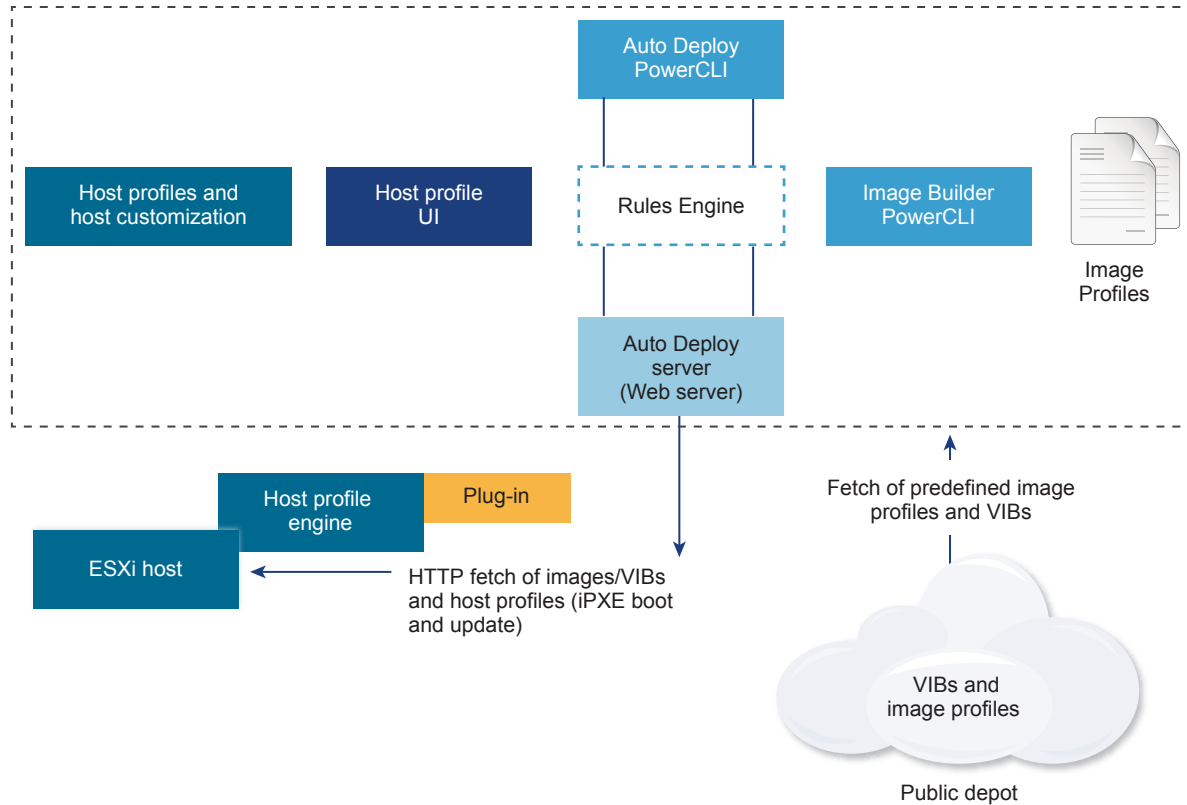 Auto Deploy
PowerCLI
Host profiles and
host customization
Host profile
UI
Rules Engine
Image Builder
PowerCLI
Image
Profiles
Auto Deploy
server
(Web server)
Host profile
engine
Plug-in
ESXi host
HTTP fetch of images/VIBs
and host profiles (iPXE boot
and update)
Fetch of predefined image
profiles and VIBs
VIBs and
image profiles
Public depot